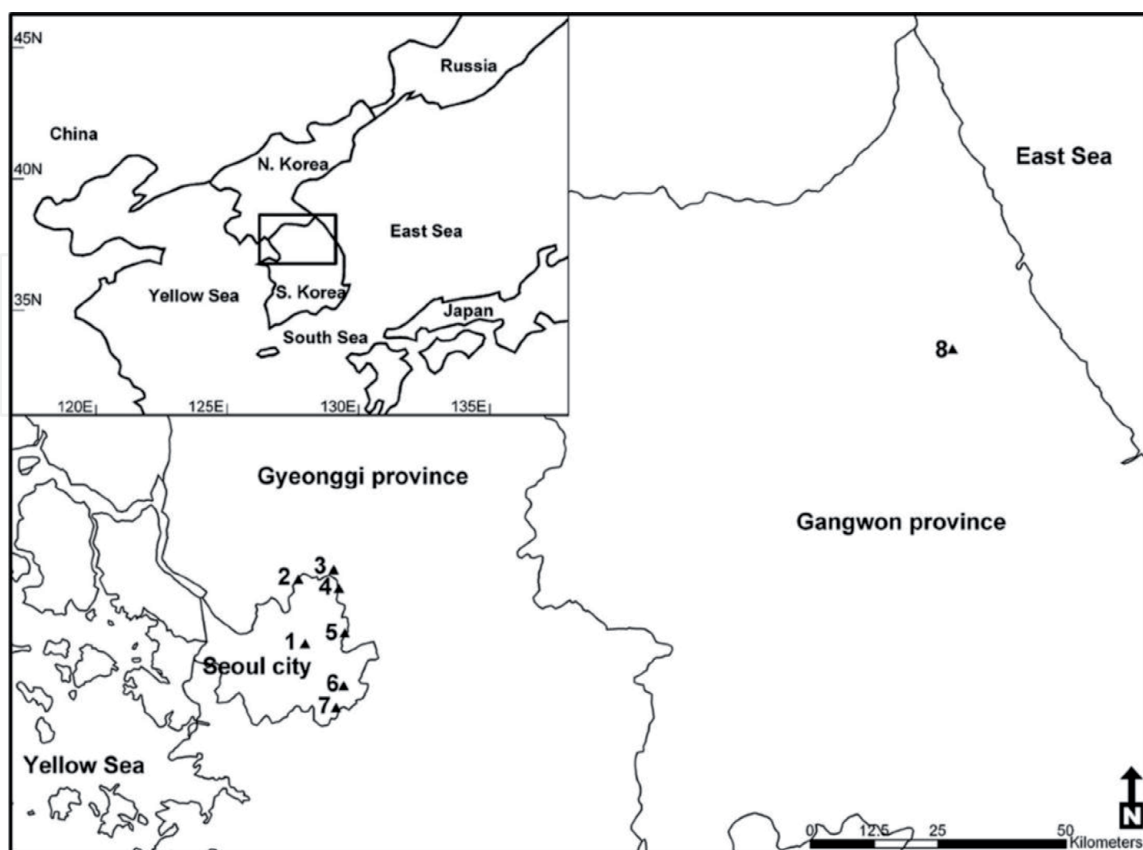 45N
Russia
China
N. Korea
40N
East Sea
Yellow Sea
S. Korea
35N
Japan
South Sea
120E
125E
130E
135E
East Sea
8
Gyeonggi province
Gangwon province
3
2
4
5
1
Seoul city
6
7
Yellow Sea
N
0 12.5 25 50
Kilometers